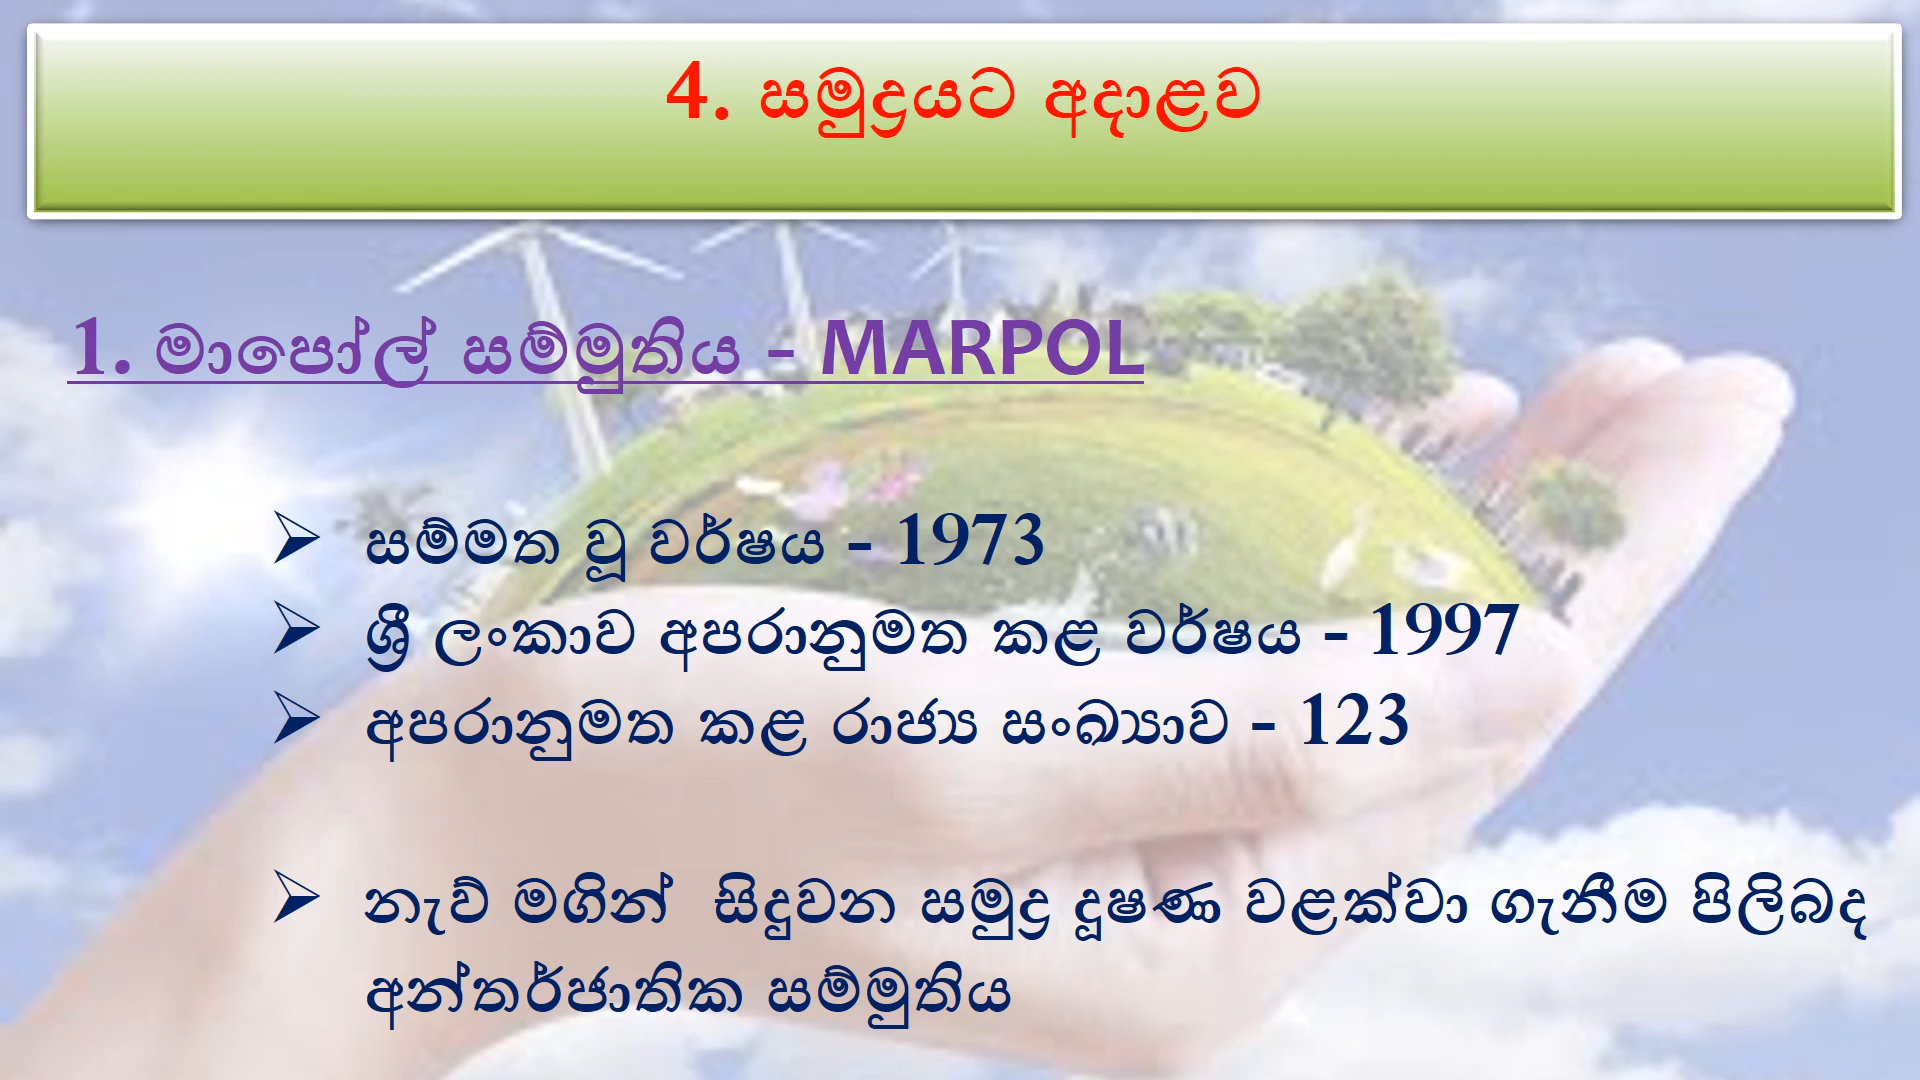 4. සමුද්‍රයට අදාළව
1. මාපෝල් සම්මුතිය - MARPOL
➢ සම්මත වූ වර්ෂය - 1973
➢ ශ්‍රී ලංකාව අපරානුමත කළ වර්ෂය - 1997
➢ අපරානුමත කළ රාජ්‍ය සංඛ්‍යාව - 123
➢ නැව් මගින් සිදුවන සමුද්‍ර දූෂණ වළක්වා ගැනීම පිලිබද
අන්තර්ජාතික සම්මුතිය